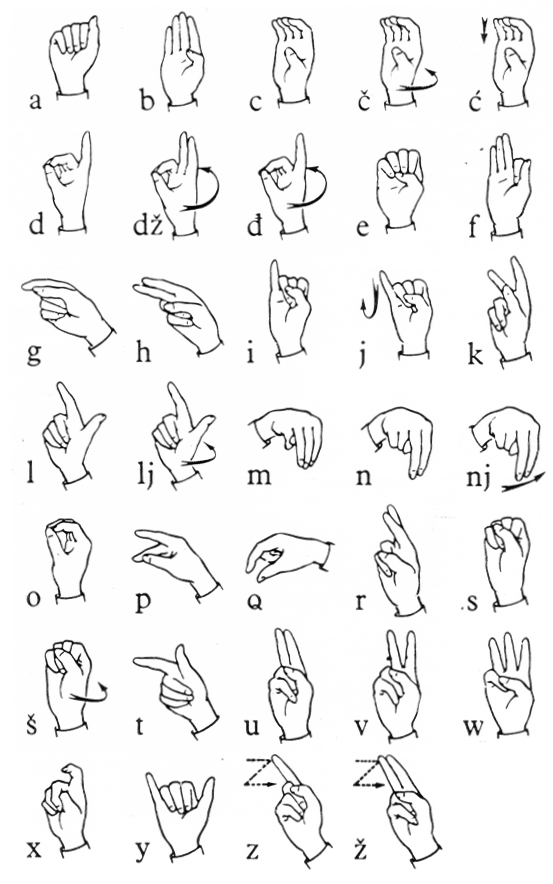 a b c č ć
d dž đ e f
g h i j k
l lj m n nj
o p Q r s
š t u v w
x y z ž